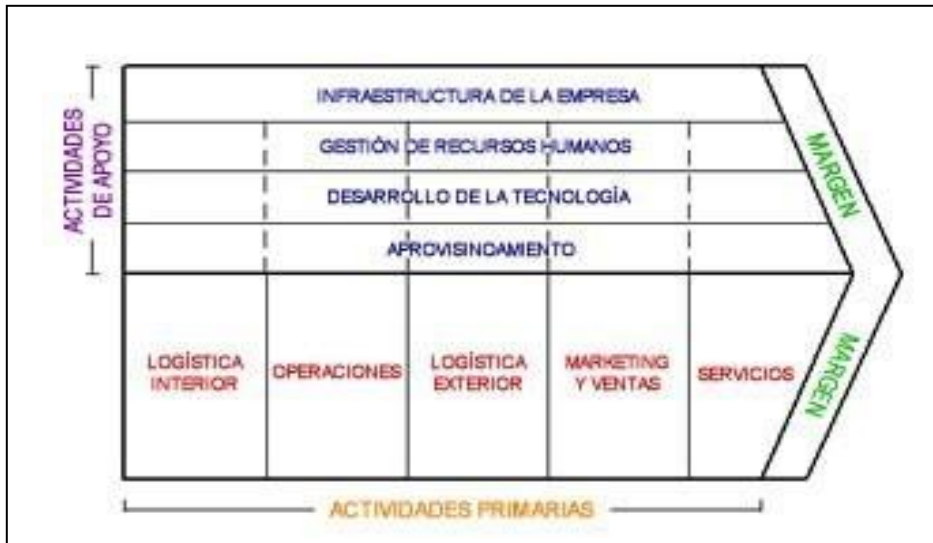 ACTIVIDADES
DE APOYO
INFRAESTRUCTURA DE LA EMPRESA
GESTIÓN DE RECURSOS HUMANOS
DESARROLLO DE LA TECNOLOGÍA
APROVISINOAMIENTO
MARGEN
LOGÍSTICA
INTERIOR
OPERACIONES
LOGÍSTICA
EXTERIOR
MARKETING
Y VENTAS
SERVICIOS
MARGEN
ACTIVIDADES PRIMARIAS